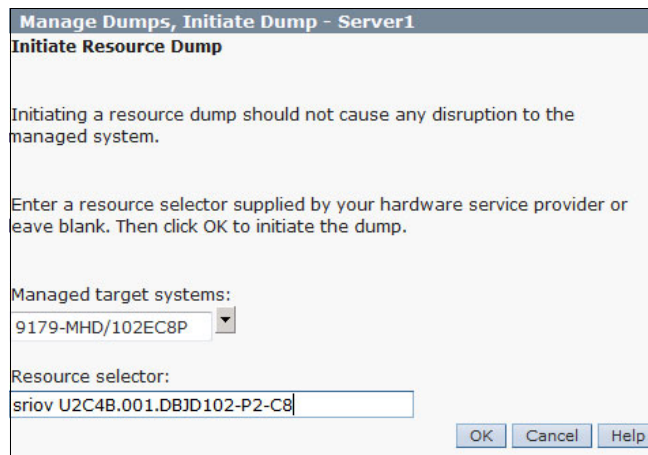 Manage Dumps, Initiate Dump - Server1
Initiate Resource Dump
Initiating a resource dump should not cause any disruption to the
managed system.
Enter a resource selector supplied by your hardware service provider or
leave blank. Then click OK to initiate the dump.
Managed target systems:
9179-MHD/102EC8P
Resource selector:
sriov U2C4B.001.DBJD102-P2-C8
OK Cancel Help